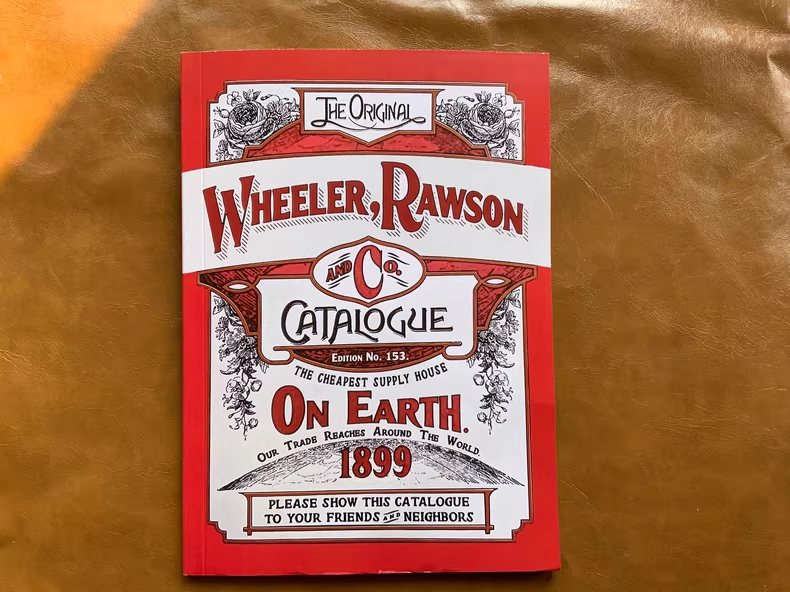 The Original
Wheeler, Rawson
and Co.
Catalogue
Edition No. 153.
The Cheapest Supply House
On Earth.
Our Trade Reaches Around The World.
1899
Please show this catalogue
to your friends and neighbors